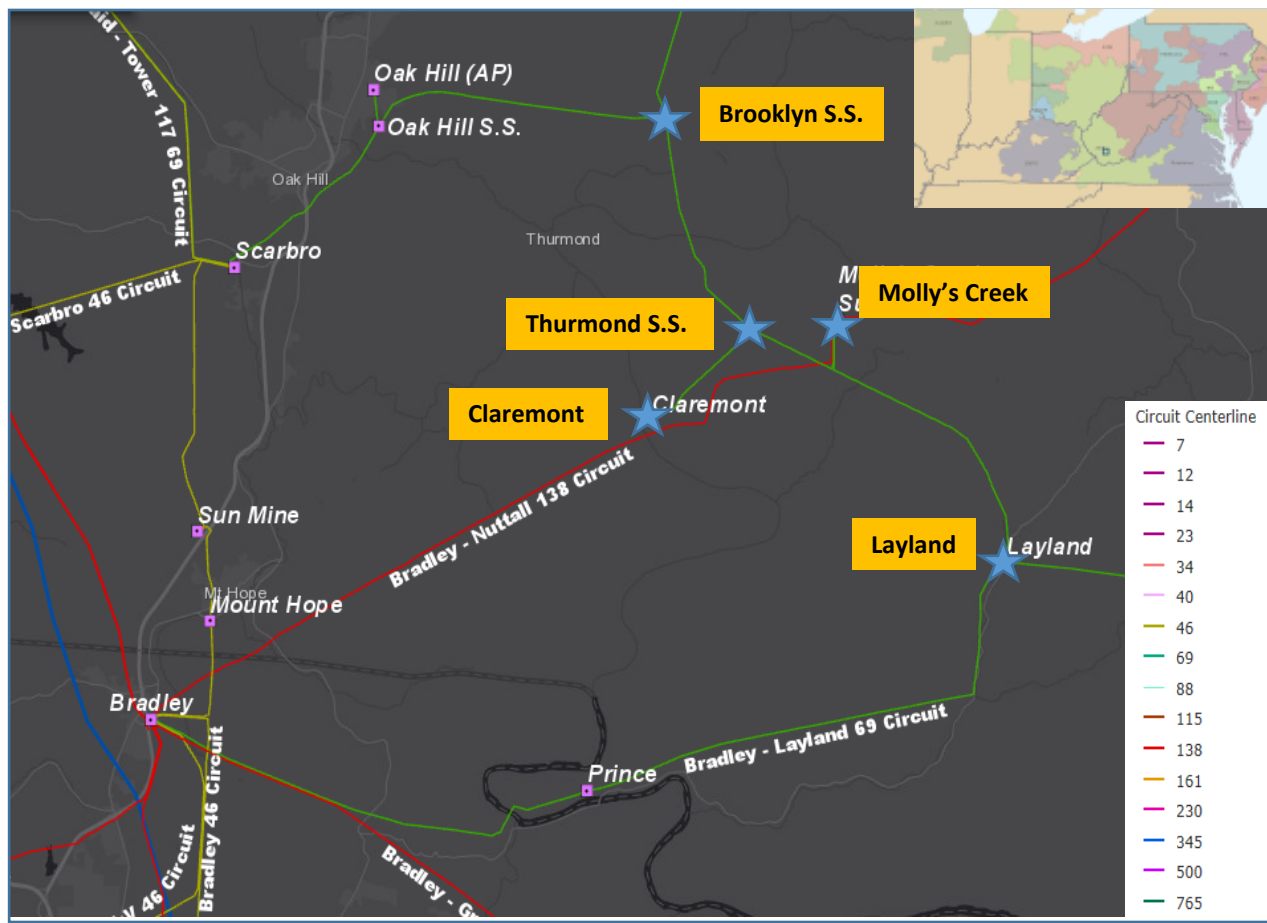 aid - Tower 117 69 Circuit
Oak Hill (AP)
Oak Hill S.S.
Brooklyn S.S.
Oak Hill
Thurmond
Scarbro
Scarbro 46 Circuit
Molly's Creek
Thurmond S.S.
Claremont
Claremont
Bradley - Nuttall 138 Circuit
Sun Mine
Layland
Layland
Mt Hope
Mount Hope
Bradley
Bradley 46 Circuit
Bradley - Layland 69 Circuit
Prince
46 Circuit
Bradley - G
Circuit Centerline
7
12
14
23
34
40
46
69
88
115
138
161
230
345
500
765